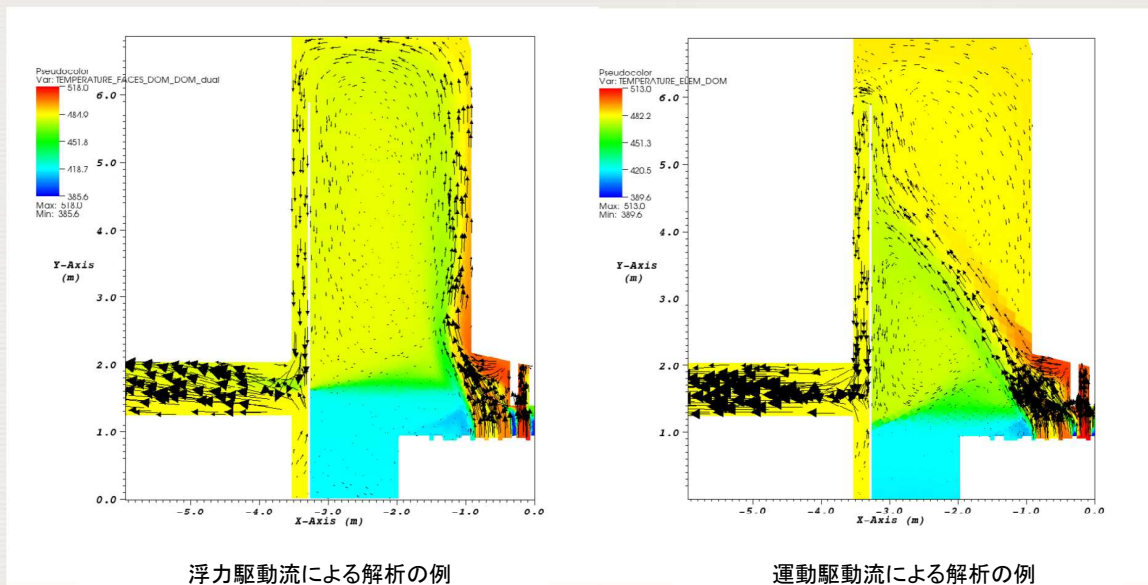 Pseudocolor
Var: TEMPERATURE_FACES_DOM_DOM_dual
518.0
484.9
451.8
418.7
385.6
Max: 518.0
Min: 385.6
6.0
5.0
4.0
Y-Axis
(m)
3.0
2.0
1.0
0.0
-5.0
-4.0
-3.0
-2.0
-1.0
0.0
X-Axis (m)
浮力駆動流による解析の例
Pseudocolor
Var: TEMPERATURE_ELEM_DOM
513.0
482.2
451.3
420.5
389.6
Max: 513.0
Min: 389.6
6.0
5.0
4.0
Y-Axis
(m)
3.0
2.0
1.0
-5.0
-4.0
-3.0
-2.0
-1.0
0.0
X-Axis (m)
運動駆動流による解析の例